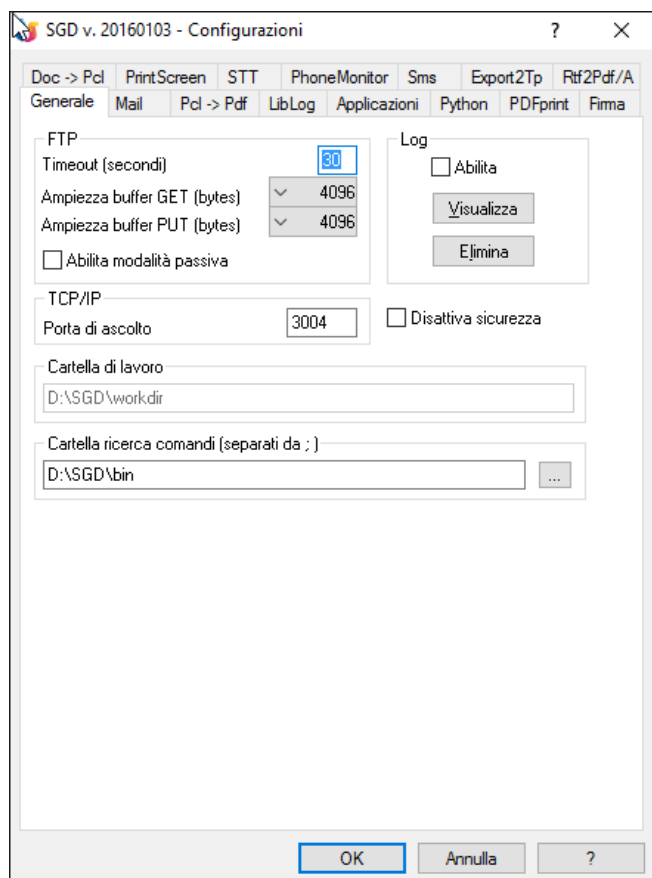 SGD v. 20160103 - Configurazioni ?
Doc -> Pcl PrintScreen STT PhoneMonitor Sms Export2Tp Rtf2Pdf/A
Generale Mail Pcl -> Pdf LibLog Applicazioni Python PDFprint Firma
FTP
Timeout (secondi) 30
Ampiezza buffer GET (bytes) 4096
Ampiezza buffer PUT (bytes) 4096
Abilita modalità passiva
Log
Abilita
Visualizza
Elimina
TCP/IP
Porta di ascolto 3004
Disattiva sicurezza
Cartella di lavoro
D:\SGD\workdir
Cartella ricerca comandi (separati da ; )
D:\SGD\bin ...
OK Annulla ?